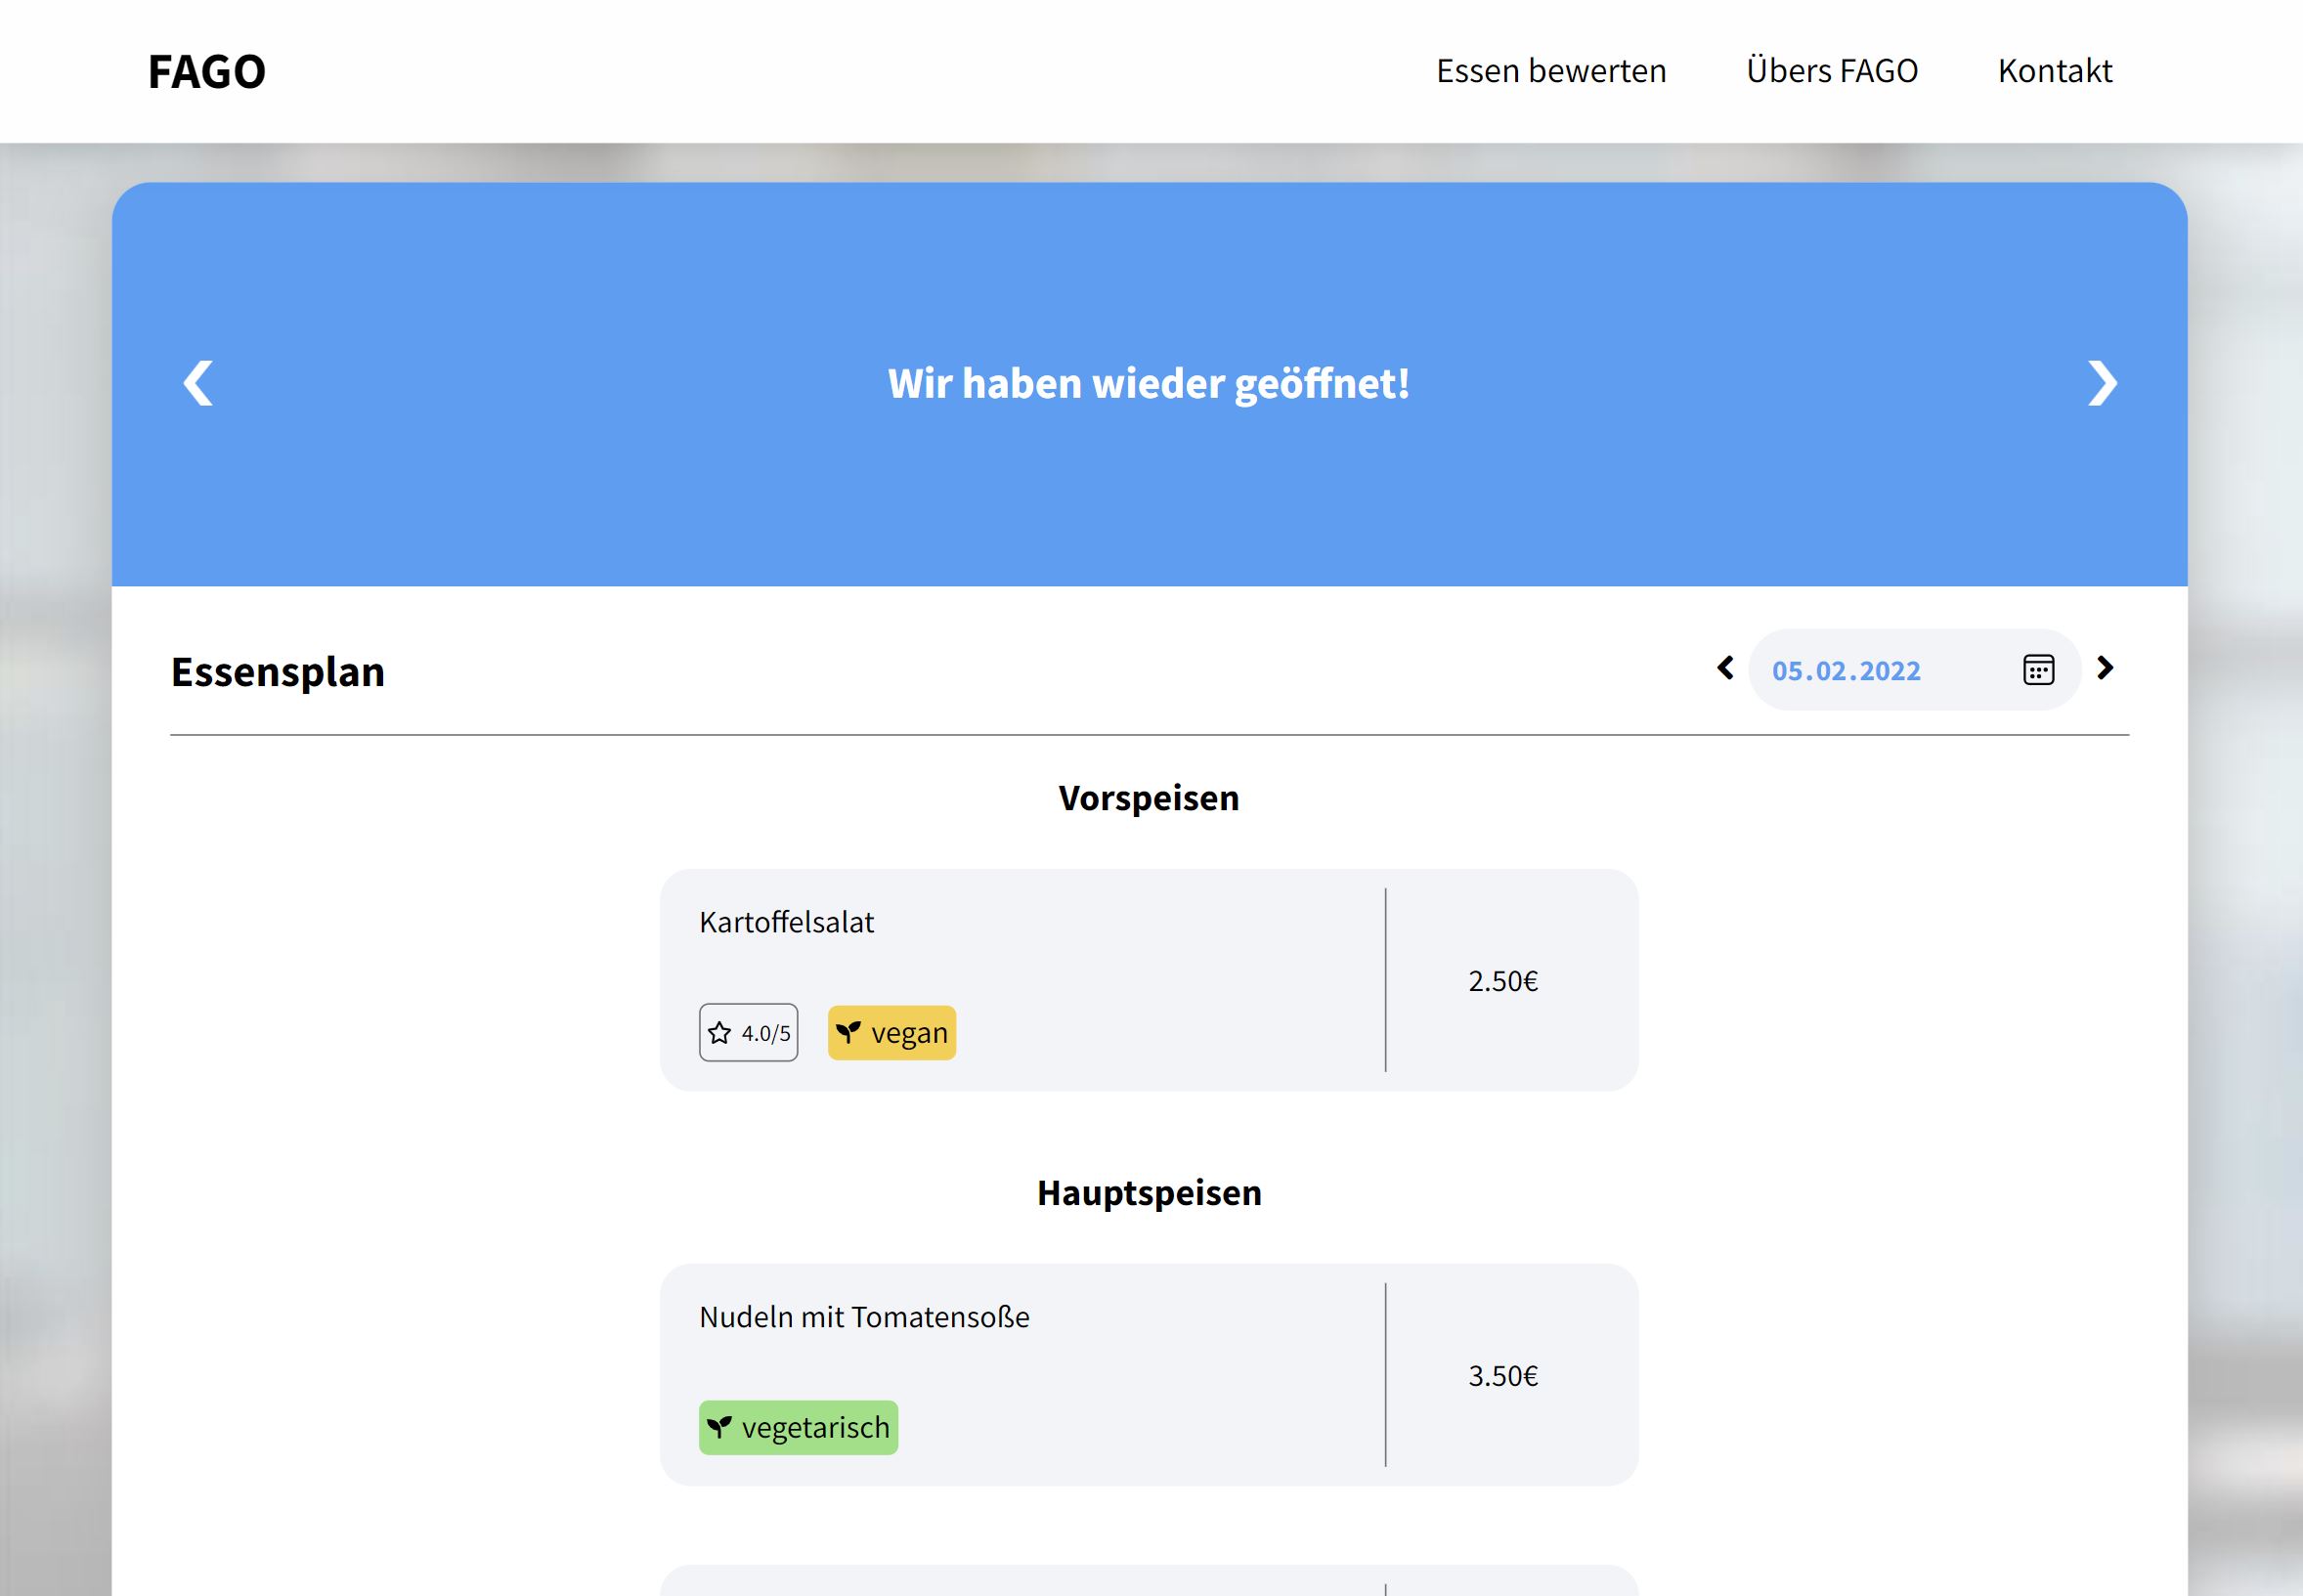 FAGO
Essen bewerten
Übers FAGO
Kontakt
Wir haben wieder geöffnet!
Essensplan
05.02.2022
Vorspeisen
Kartoffelsalat
2.50€
4.0/5
vegan
Hauptspeisen
Nudeln mit Tomatensoße
3.50€
vegetarisch